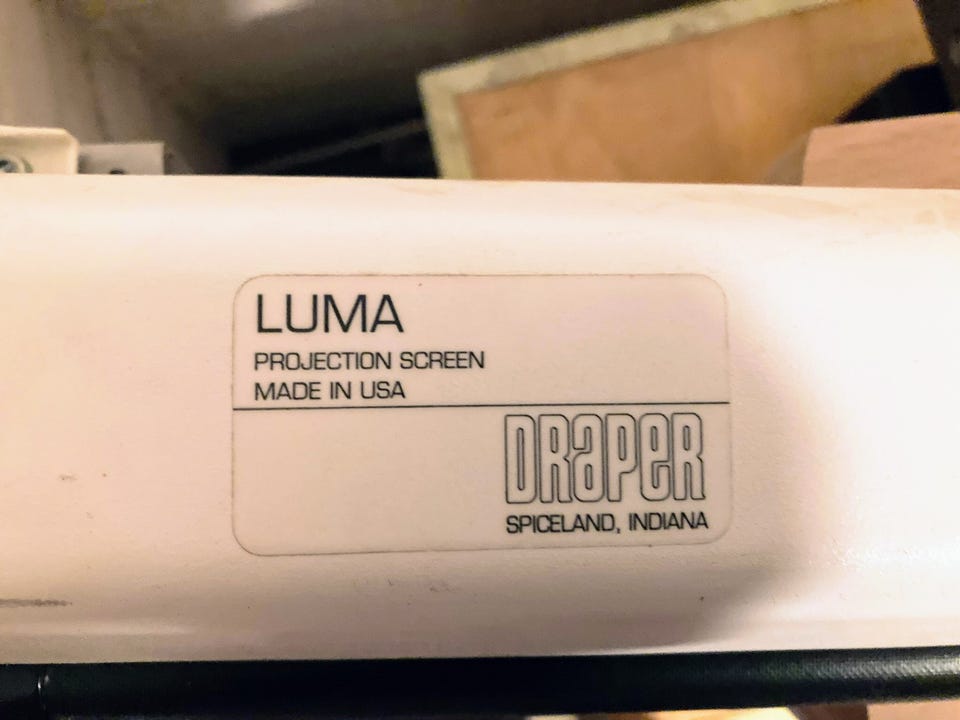 LUMA
PROJECTION SCREEN
MADE IN USA
DRAPER
SPICELAND, INDIANA